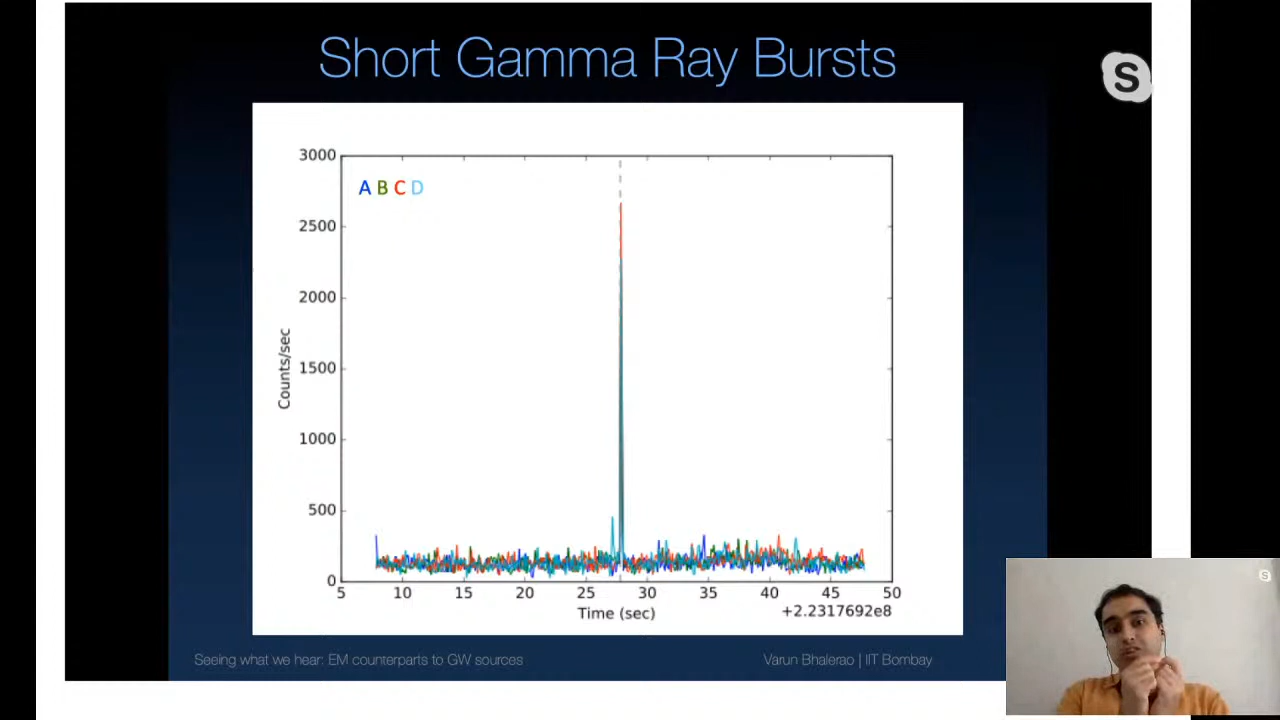 Short Gamma Ray Bursts
S
3000
A B C D
2500
2000
1500
1000
500
0
Counts/sec
5 10 15 20 25 30 35 40 45 50
Time (sec)
+2.2317692e8
Seeing what we hear: EM counterparts to GW sources
Varun Bhalerao | IIT Bombay
S